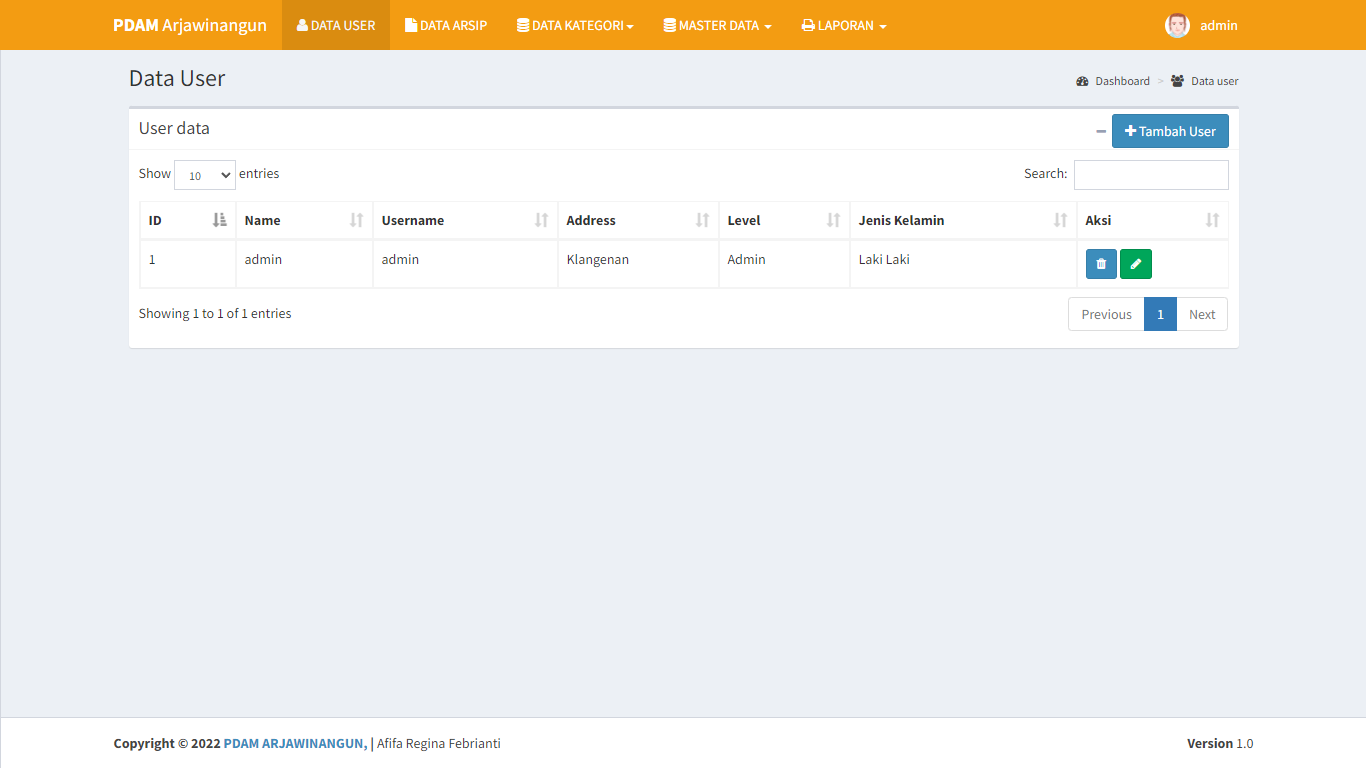 PDAM Arjawinangun DATA USER DATA ARSIP DATA KATEGORI MASTER DATA LAPORAN admin
Data User
Dashboard > Data user
User data
Tambah User
Show 10 entries
Search:
ID Name Username Address Level Jenis Kelamin Aksi
1 admin admin Klangenan Admin Laki Laki
Showing 1 to 1 of 1 entries
Previous 1 Next
Copyright © 2022 PDAM ARJAWINANGUN, | Afifa Regina Febrianti
Version 1.0